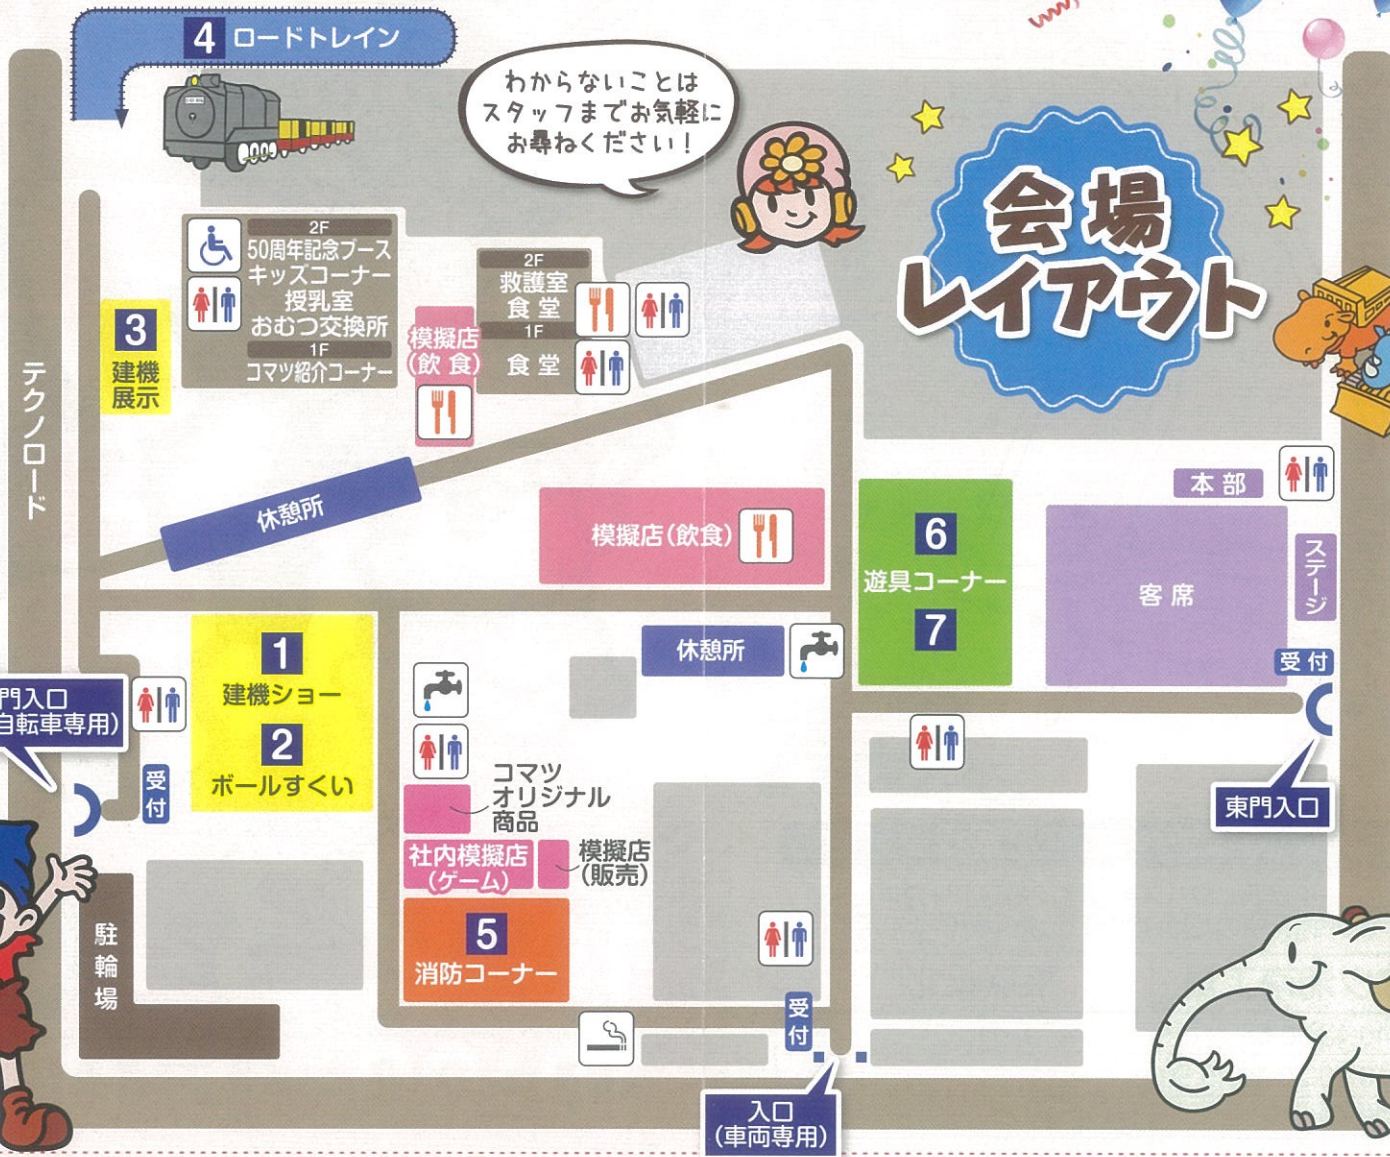 4 ロードトレイン
わからないことは
スタッフまでお気軽に
お尋ねください!
会場
レイアウト
テクノロード
3
建機
展示
2F
50周年記念ブース
キッズコーナー
授乳室
おむつ交換所
1F
コマツ紹介コーナー
模擬店
(飲食)
2F
救護室
食堂
1F
食堂
休憩所
模擬店(飲食)
6
遊具コーナー
7
本部
客席
ステージ
受付
東門入口
1
建機ショー
2
ボールすくい
休憩所
門入口
自転車専用)
受付
コマツ
オリジナル
商品
社内模擬店
(ゲーム)
模擬店
(販売)
5
消防コーナー
駐輪場
受付
入口
(車両専用)